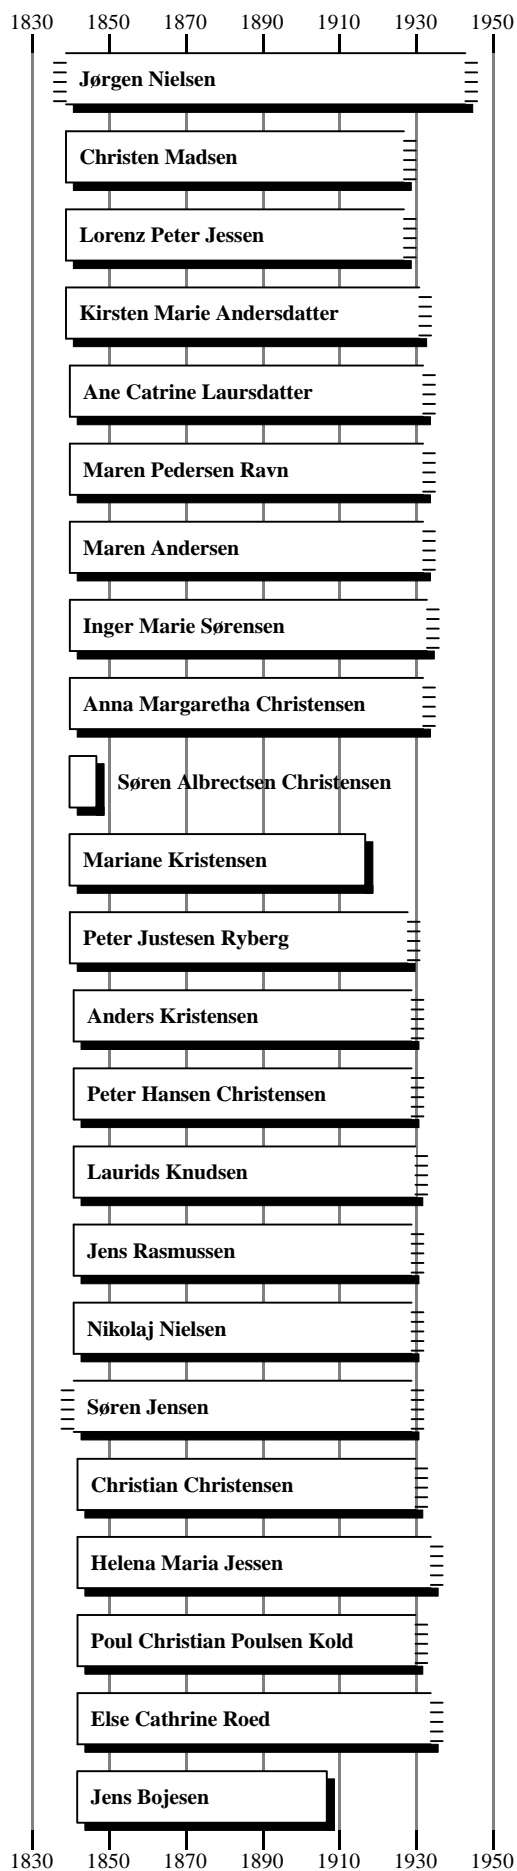 1830 1850 1870 1890 1910 1930 1950
Jørgen Nielsen
Christen Madsen
Lorenz Peter Jessen
Kirsten Marie Andersdatter
Ane Catrine Laursdatter
Maren Pedersen Ravn
Maren Andersen
Inger Marie Sørensen
Anna Margaretha Christensen
Søren Albrectsen Christensen
Mariane Kristensen
Peter Justesen Ryberg
Anders Kristensen
Peter Hansen Christensen
Laurids Knudsen
Jens Rasmussen
Nikolaj Nielsen
Søren Jensen
Christian Christensen
Helena Maria Jessen
Poul Christian Poulsen Kold
Else Cathrine Roed
Jens Bojesen
1830 1850 1870 1890 1910 1930 1950